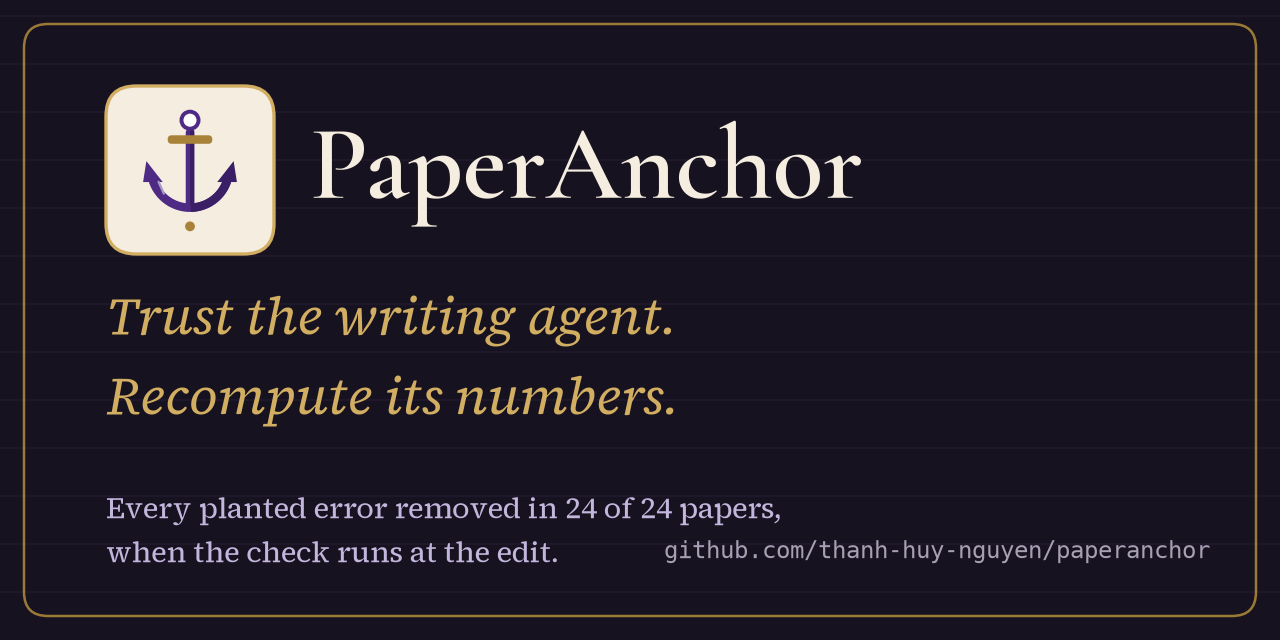 PaperAnchor
Trust the writing agent.
Recompute its numbers.
Every planted error removed in 24 of 24 papers,
when the check runs at the edit.
github.com/thanh-huy-nguyen/paperanchor